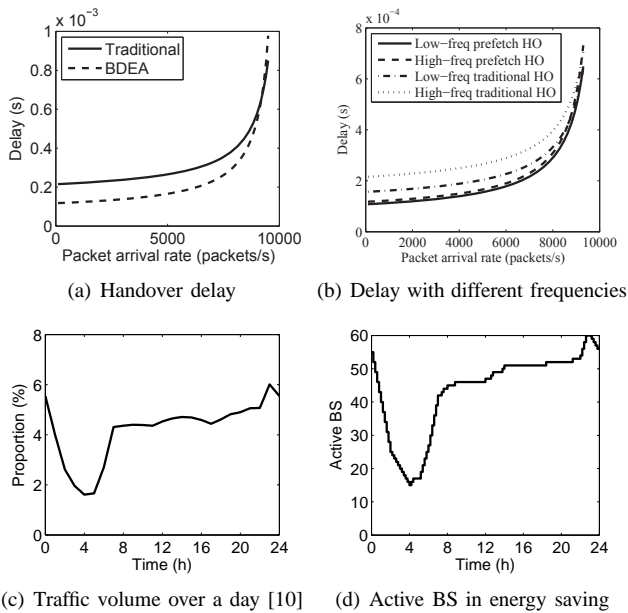 x 10−3
1
0.8
0.6
0.4
0.2
0
Delay (s)
Traditional
BDEA
0 5000 10000
Packet arrival rate (packets/s)
(a) Handover delay
8 x 10−4
6
4
2
0
Delay (s)
Low−freq prefetch HO
High−freq prefetch HO
Low−freq traditional HO
High−freq traditional HO
0 2000 4000 6000 8000 10000
Packet arrival rate (packets/s)
(b) Delay with different frequencies
8
6
4
2
0
Proportion (%)
0 4 8 12 16 20 24
Time (h)
(c) Traffic volume over a day [10]
60
50
40
30
20
10
0
Active BS
0 4 8 12 16 20 24
Time (h)
(d) Active BS in energy saving